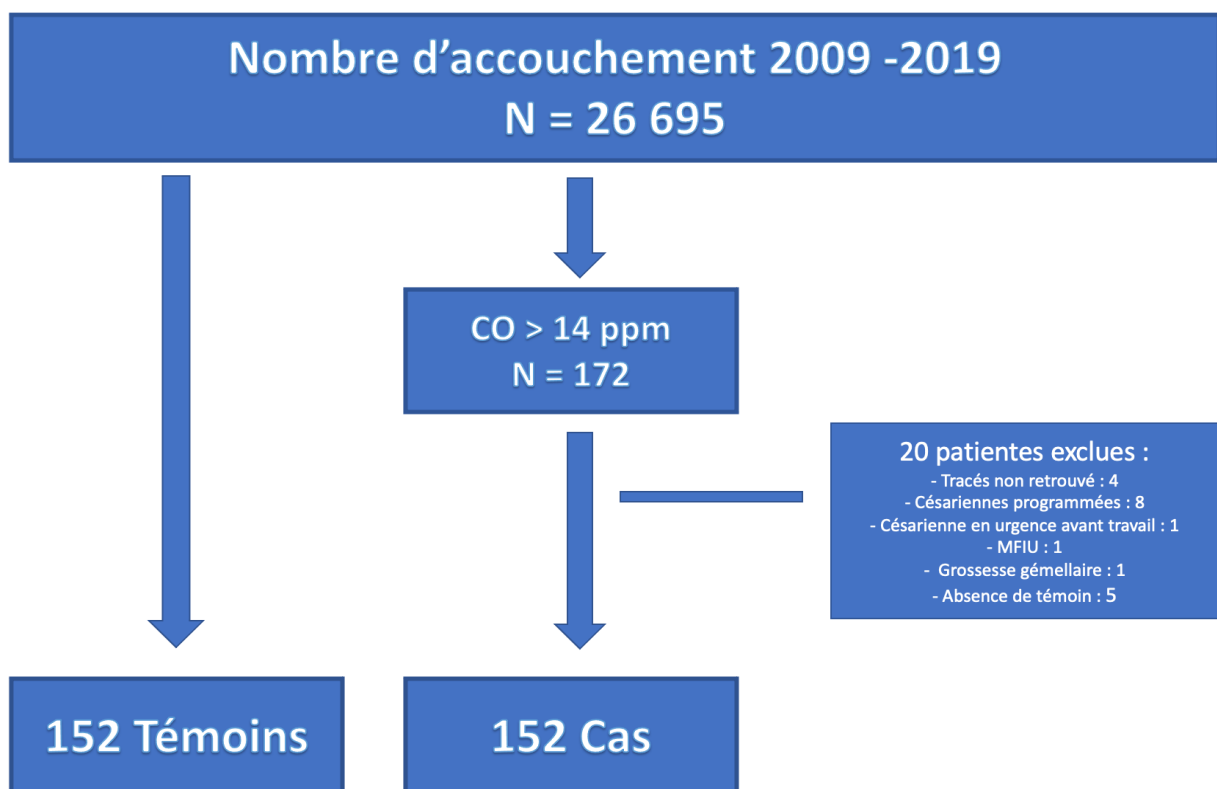 Nombre d’accouchement 2009 -2019
N = 26 695
CO > 14 ppm
N = 172
20 patientes exclues :
- Tracés non retrouvé : 4
- Césariennes programmées : 8
- Césarienne en urgence avant travail : 1
- MFIU : 1
- Grossesse gémellaire : 1
- Absence de témoin : 5
152 Témoins
152 Cas